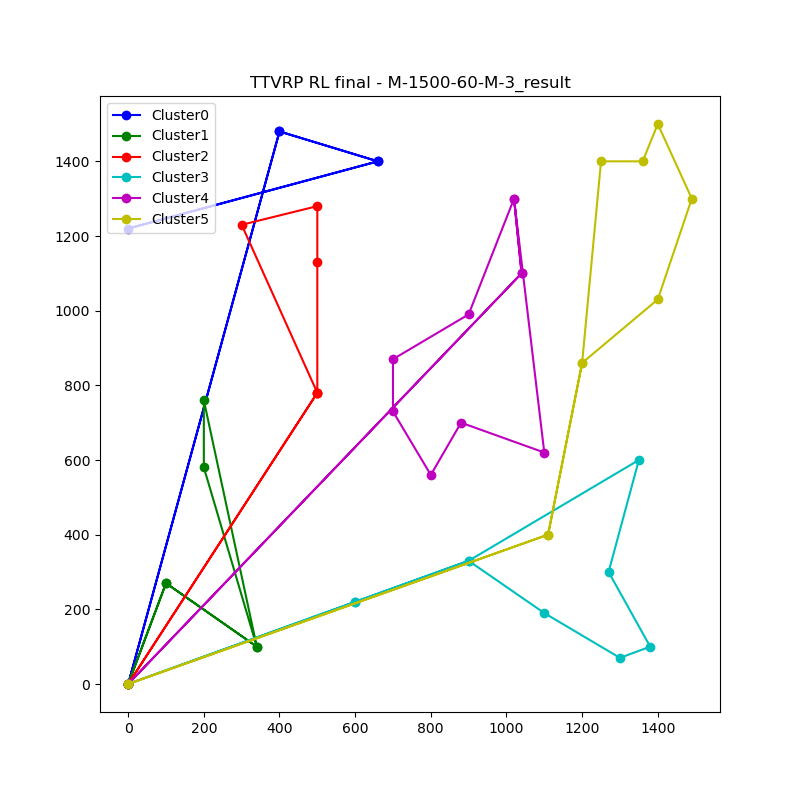 TTVRP RL final - M-1500-60-M-3_result
Cluster0
Cluster1
Cluster2
Cluster3
Cluster4
Cluster5
1400
1200
1000
800
600
400
200
0
0 200 400 600 800 1000 1200 1400